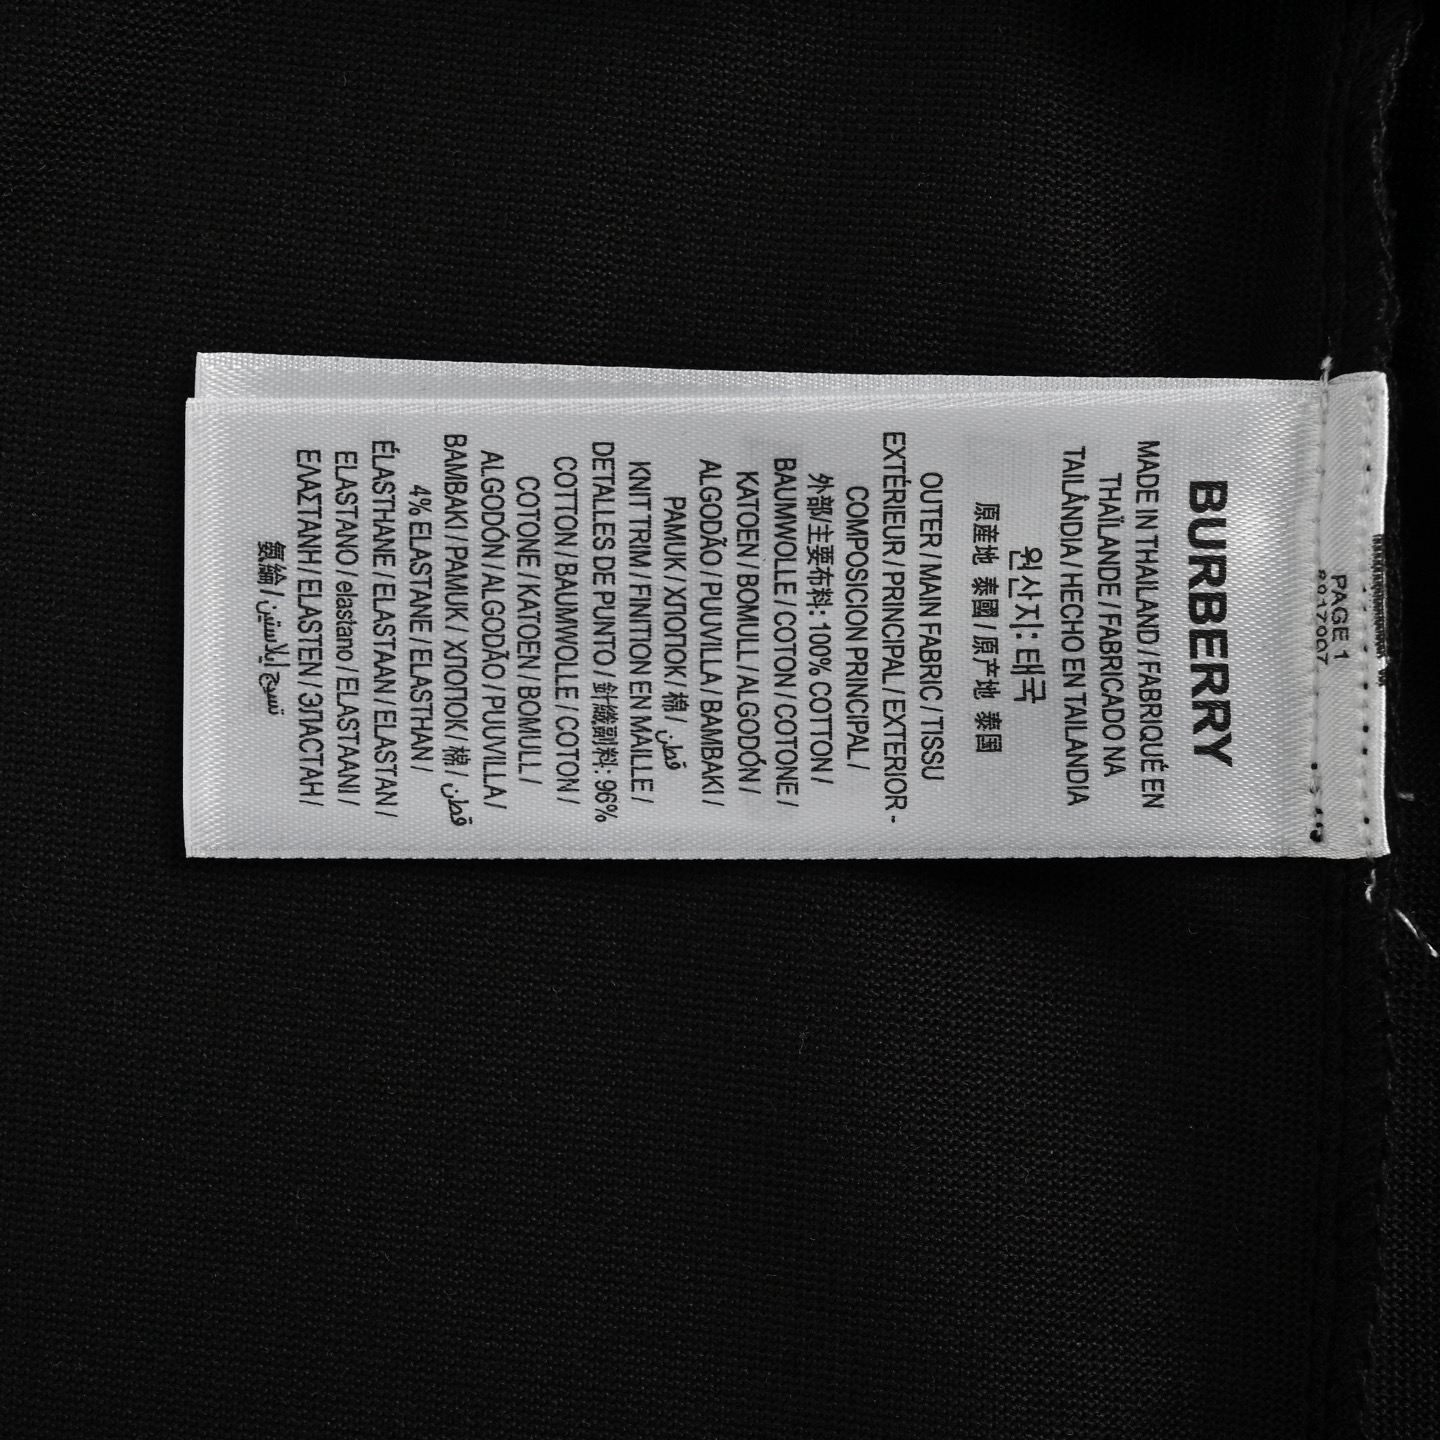 PAGE 1
BURBERRY
MADE IN THAILAND / FABRIQUÉ EN
THAÏLANDE / FABRICADO NA
TAILÂNDIA / HECHO EN TAILANDIA
원산지: 태국
原産地 泰國 / 原产地 泰国
OUTER / MAIN FABRIC / TISSU
EXTÉRIEUR / PRINCIPAL / EXTERIOR -
COMPOSICION PRINCIPAL /
外部/主要布料: 100% COTTON /
BAUMWOLLE / COTON / COTONE /
KATOEN / BOMULL / ALGODÓN /
ALGODÃO / PUUVILLA / BAMBAKI /
PAMUK / ХЛОПОК / 棉 / قطن
KNIT TRIM / FINITION EN MAILLE /
DETALLES DE PUNTO / 針織副料: 96%
COTTON / BAUMWOLLE / COTON /
COTONE / KATOEN / BOMULL /
ALGODÓN / ALGODÃO / PUUVILLA /
BAMBAKI / PAMUK / ХЛОПОК / 棉 / قطن
4% ELASTANE / ELASTHAN /
ÉLASTHANE / ELASTAAN / ELASTAN /
ELASTANO / elastano / ELASTAANI /
ΕΛΑΣΤΑΝΗ / ELASTEN / ЭЛАСТАН /
氨綸 / نسيج إيلاستين